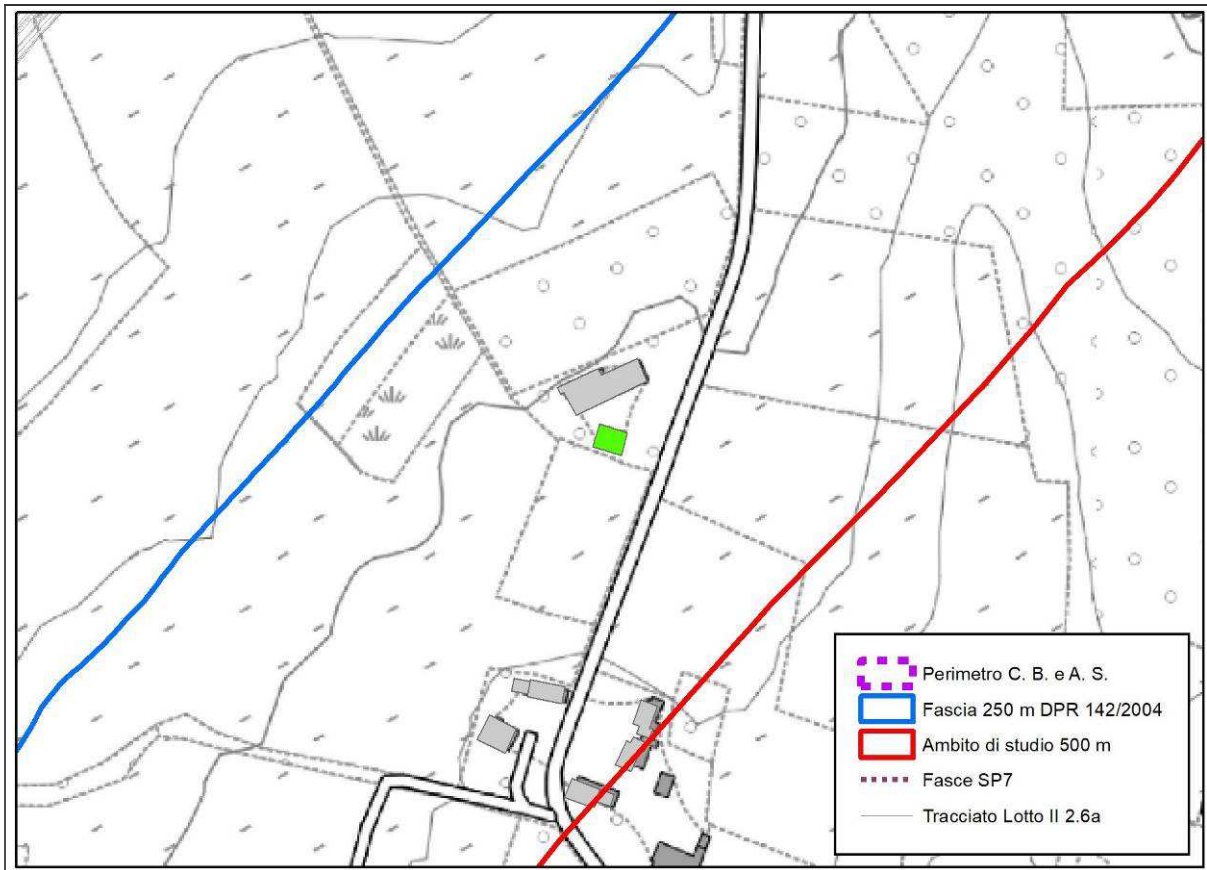 Perimetro C. B. e A. S.
Fascia 250 m DPR 142/2004
Ambito di studio 500 m
Fasce SP7
Tracciato Lotto II 2.6a